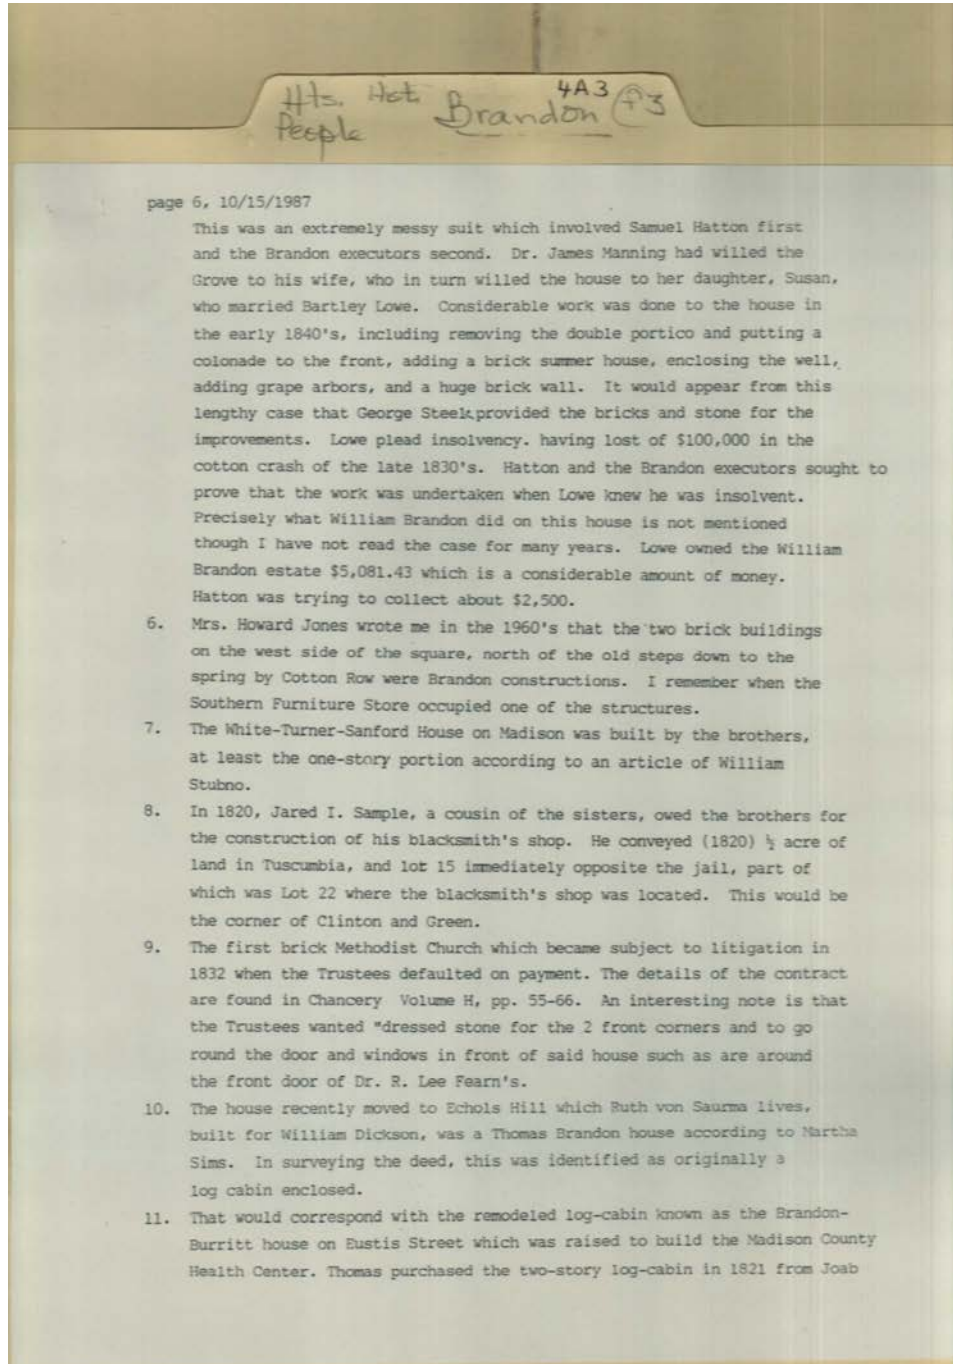 Hts. Hst. Brandon 4A3 f3
People
page 6, 10/15/1987
This was an extremely messy suit which involved Samuel Hatton first
and the Brandon executors second. Dr. James Manning had willed the
Grove to his wife, who in turn willed the house to her daughter, Susan,
who married Bartley Lowe. Considerable work was done to the house in
the early 1840's, including removing the double portico and putting a
colonade to the front, adding a brick summer house, enclosing the well,
adding grape arbors, and a huge brick wall. It would appear from this
lengthy case that George Steele provided the bricks and stone for the
improvements. Lowe plead insolvency. having lost of $100,000 in the
cotton crash of the late 1830's. Hatton and the Brandon executors sought to
prove that the work was undertaken when Lowe knew he was insolvent.
Precisely what William Brandon did on this house is not mentioned
though I have not read the case for many years. Lowe owned the William
Brandon estate $5,081.43 which is a considerable amount of money.
Hatton was trying to collect about $2,500.
6. Mrs. Howard Jones wrote me in the 1960's that the two brick buildings
on the west side of the square, north of the old steps down to the
spring by Cotton Row were Brandon constructions. I remember when the
Southern Furniture Store occupied one of the structures.
7. The White-Turner-Sanford House on Madison was built by the brothers,
at least the one-story portion according to an article of William
Stubno.
8. In 1820, Jared I. Sample, a cousin of the sisters, owed the brothers for
the construction of his blacksmith's shop. He conveyed (1820) ½ acre of
land in Tuscumbia, and lot 15 immediately opposite the jail, part of
which was Lot 22 where the blacksmith's shop was located. This would be
the corner of Clinton and Green.
9. The first brick Methodist Church which became subject to litigation in
1832 when the Trustees defaulted on payment. The details of the contract
are found in Chancery Volume H, pp. 55-66. An interesting note is that
the Trustees wanted "dressed stone for the 2 front corners and to go
round the door and windows in front of said house such as are around
the front door of Dr. R. Lee Fearn's.
10. The house recently moved to Echols Hill which Ruth von Saurma lives,
built for William Dickson, was a Thomas Brandon house according to Martha
Sims. In surveying the deed, this was identified as originally a
log cabin enclosed.
11. That would correspond with the remodeled log-cabin known as the Brandon-
Burritt house on Eustis Street which was raised to build the Madison County
Health Center. Thomas purchased the two-story log-cabin in 1821 from Joab